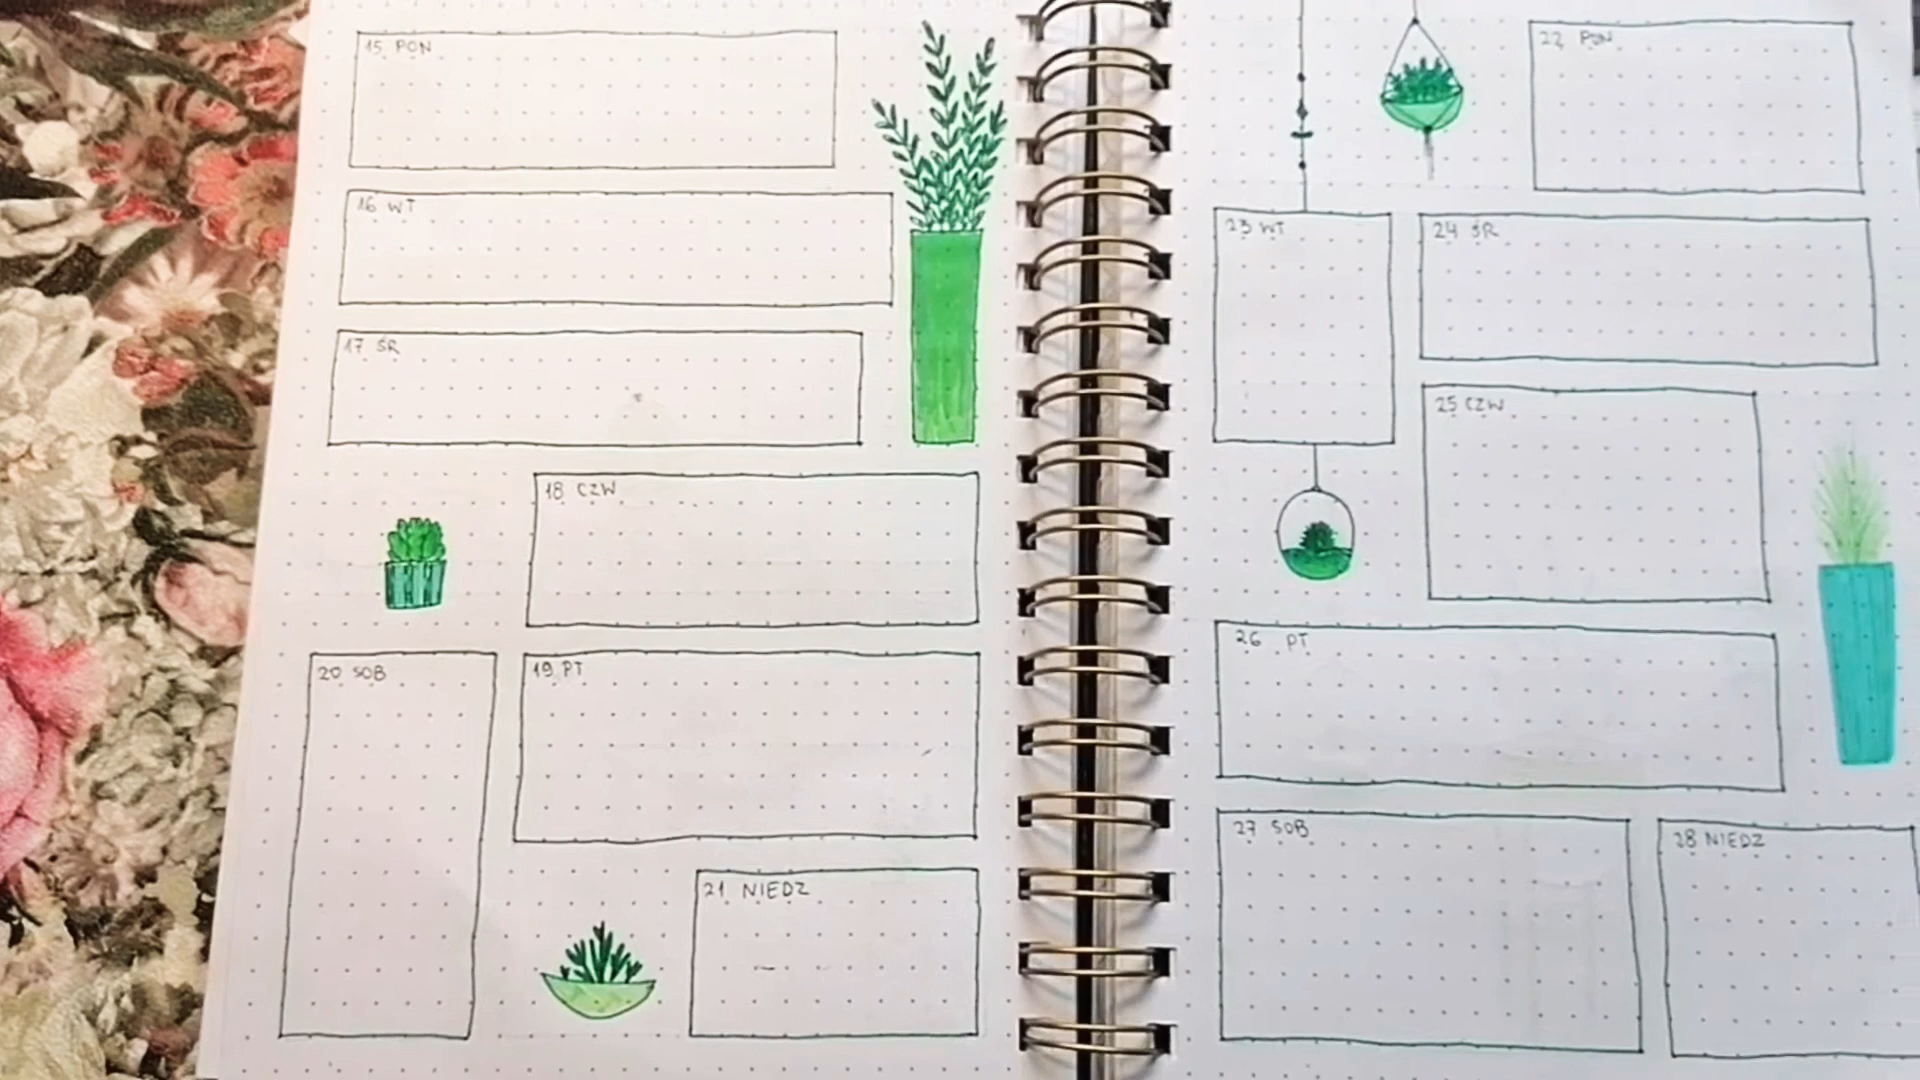 15 PON
16 WT
17 ŚR
18 CZW
19 PT
20 SOB
21 NIEDZ
22 PON
23 WT
24 ŚR
25 CZW
26 PT
27 SOB
28 NIEDZ